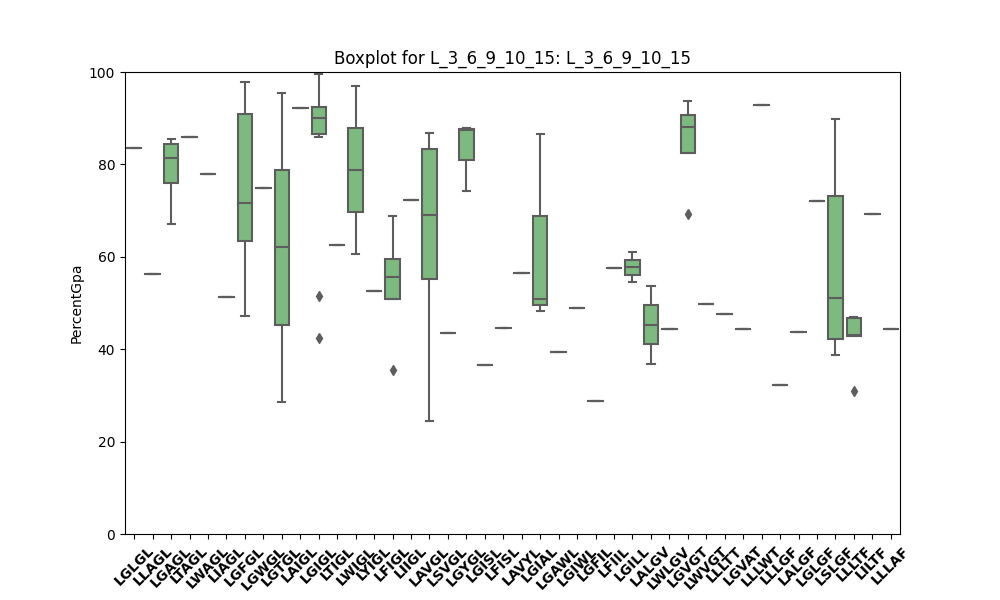 Boxplot for L_3_6_9_10_15: L_3_6_9_10_15
PercentGpa
100
80
60
40
20
0
LGLGL
LLAGL
LGAGL
LTAGL
LWAGL
LIAGL
LGFGL
LGWGL
LGTGL
LAIGL
LGIGL
LTIGL
LWIGL
LYIGL
LFIGL
LIIGL
LAVGL
LSVGL
LGYGL
LGISL
LFISL
LAVYL
LGIAL
LGAWL
LGIWL
LGFIL
LFIIL
LGILL
LALGV
LWLGV
LGVGT
LWVGT
LLLTT
LGVAT
LLLWT
LLLGF
LALGF
LGLGF
LSLGF
LLLTF
LILTF
LLLAF